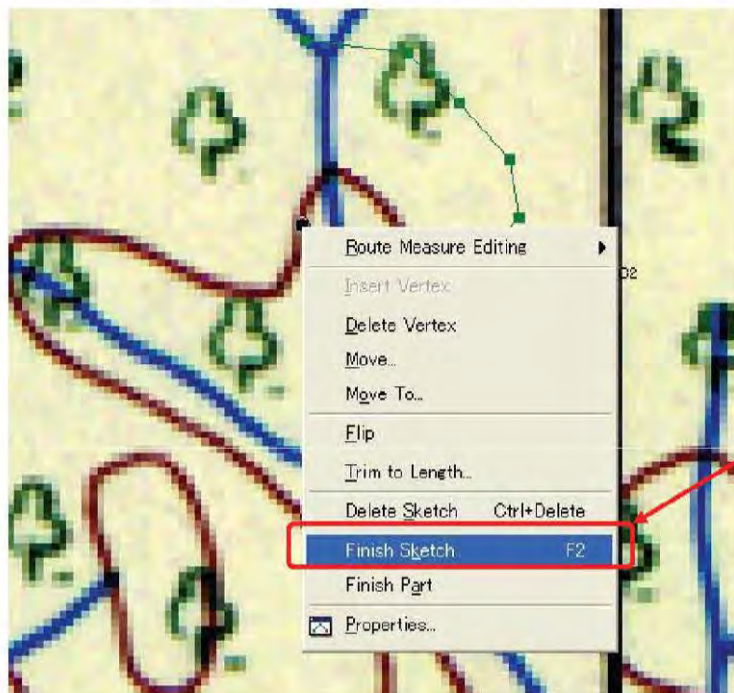 Route Measure Editing
02
Insert Vertex
Delete Vertex
Move...
Move To...
Flip
Trim to Length...
Delete Sketch Ctrl+Delete
Finish Sketch F2
Finish Part
Properties...